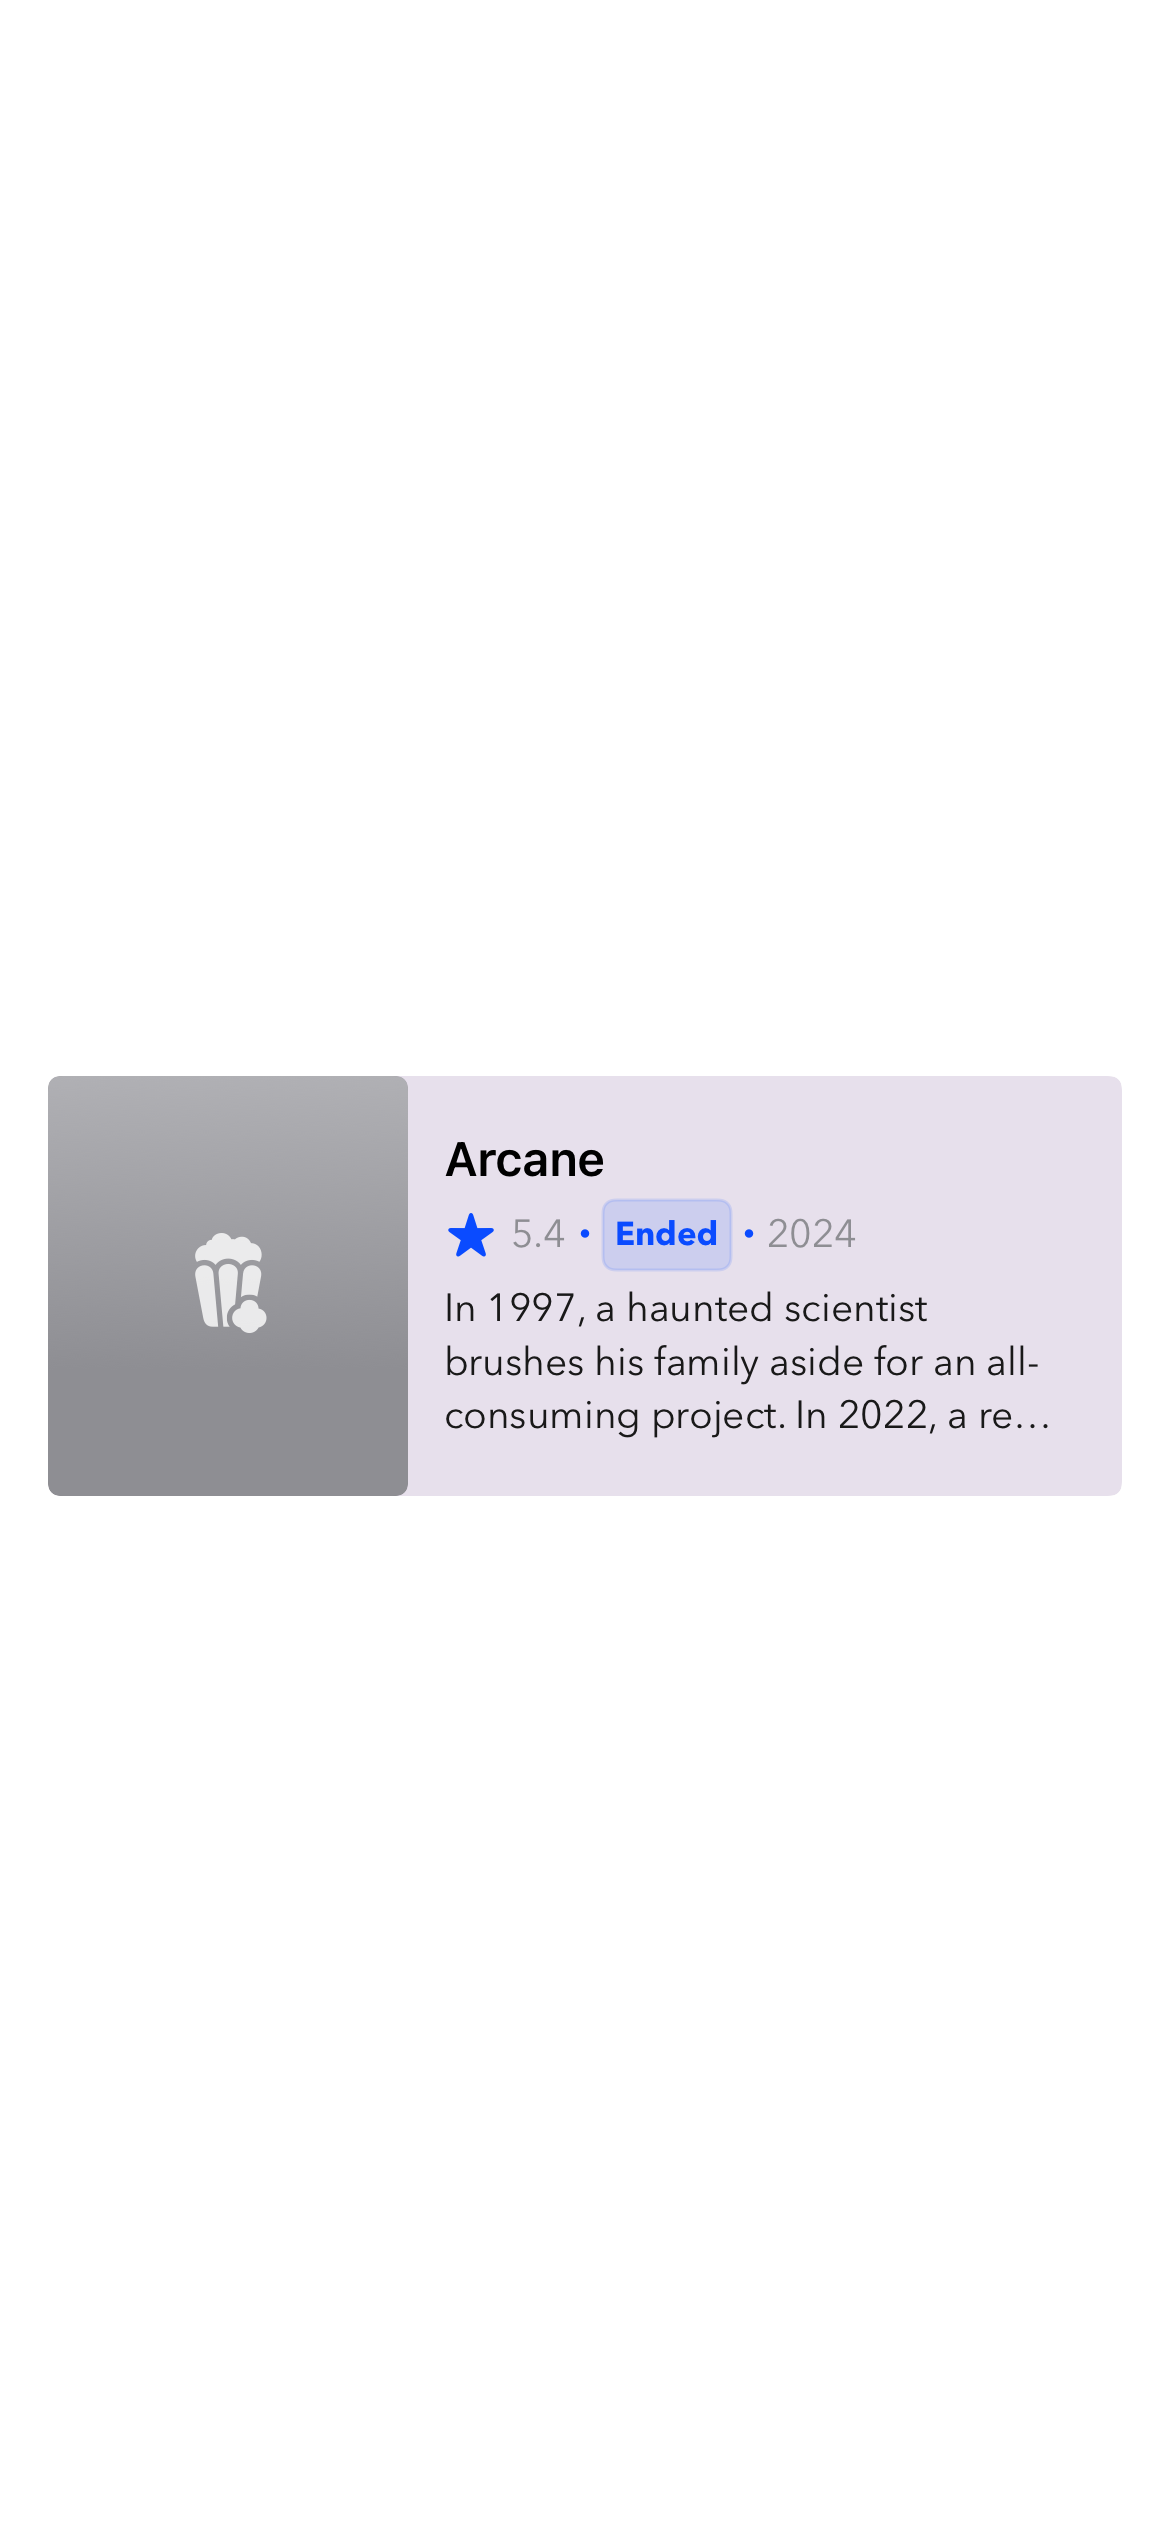 Arcane
5.4 • Ended • 2024
In 1997, a haunted scientist
brushes his family aside for an all-
consuming project. In 2022, a re...